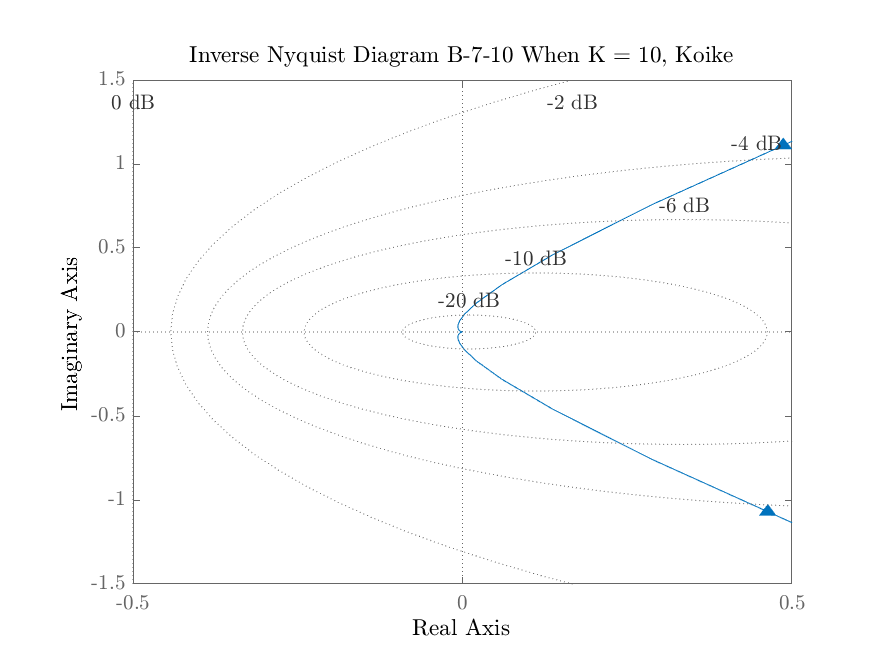 Inverse Nyquist Diagram B-7-10 When K = 10, Koike
1.5
0 dB
-2 dB
-4 dB
1
-6 dB
0.5
-10 dB
-20 dB
0
-0.5
-1
-1.5
Imaginary Axis
-0.5
0
0.5
Real Axis